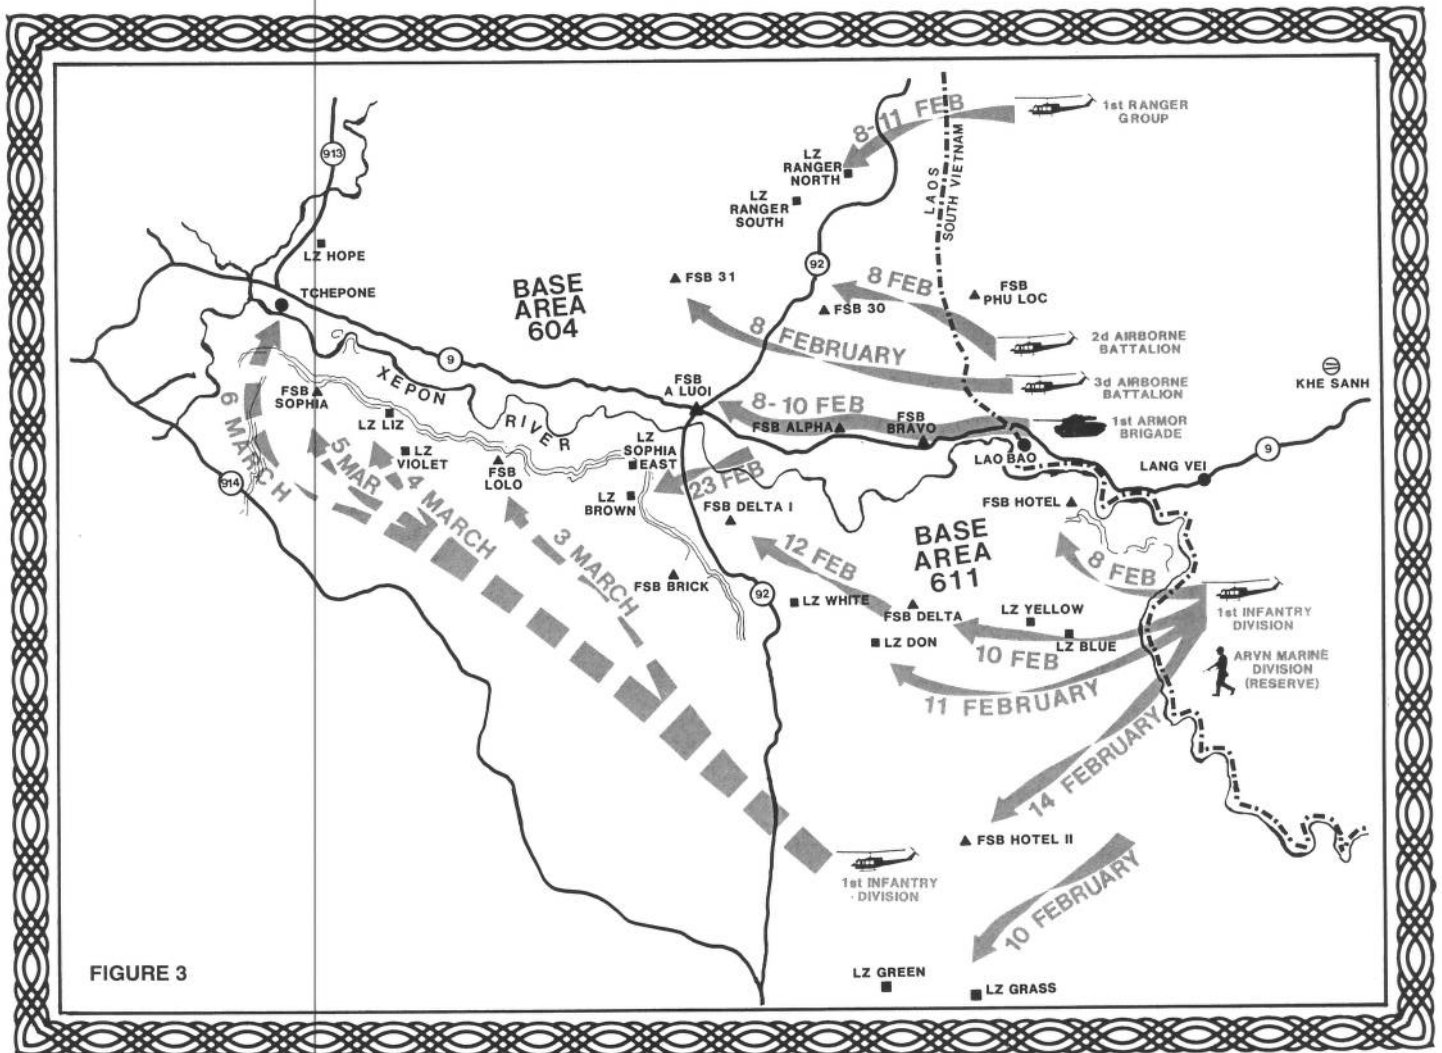 8-11 FEB
1st RANGER
GROUP
913
LZ
RANGER
NORTH
LZ
RANGER
SOUTH
LAOS
SOUTH VIETNAM
LZ HOPE
92
TCHEPONE
BASE
AREA
604
FSB 31
8 FEB
FSB
PHU LOC
FSB 30
2d AIRBORNE
BATTALION
8 FEBRUARY
9
3d AIRBORNE
BATTALION
KHE SANH
XEPON
RIVER
FSB
A LUOI
FSB
SOPHIA
8-10 FEB
FSB ALPHA
FSB
BRAVO
1st ARMOR
BRIGADE
LZ LIZ
6 MARCH
LZ
VIOLET
FSB
LOLO
LZ
SOPHIA
EAST
LAO BAO
LANG VEI
9
914
5 MAR
4 MARCH
23 FEB
LZ
BROWN
FSB DELTA I
FSB HOTEL
3 MARCH
12 FEB
BASE
AREA
611
8 FEB
FSB BRICK
92
LZ WHITE
FSB DELTA
LZ YELLOW
LZ BLUE
1st INFANTRY
DIVISION
LZ DON
10 FEB
ARVN MARINE
DIVISION
(RESERVE)
11 FEBRUARY
14 FEBRUARY
FSB HOTEL II
1st INFANTRY
DIVISION
10 FEBRUARY
FIGURE 3
LZ GREEN
LZ GRASS